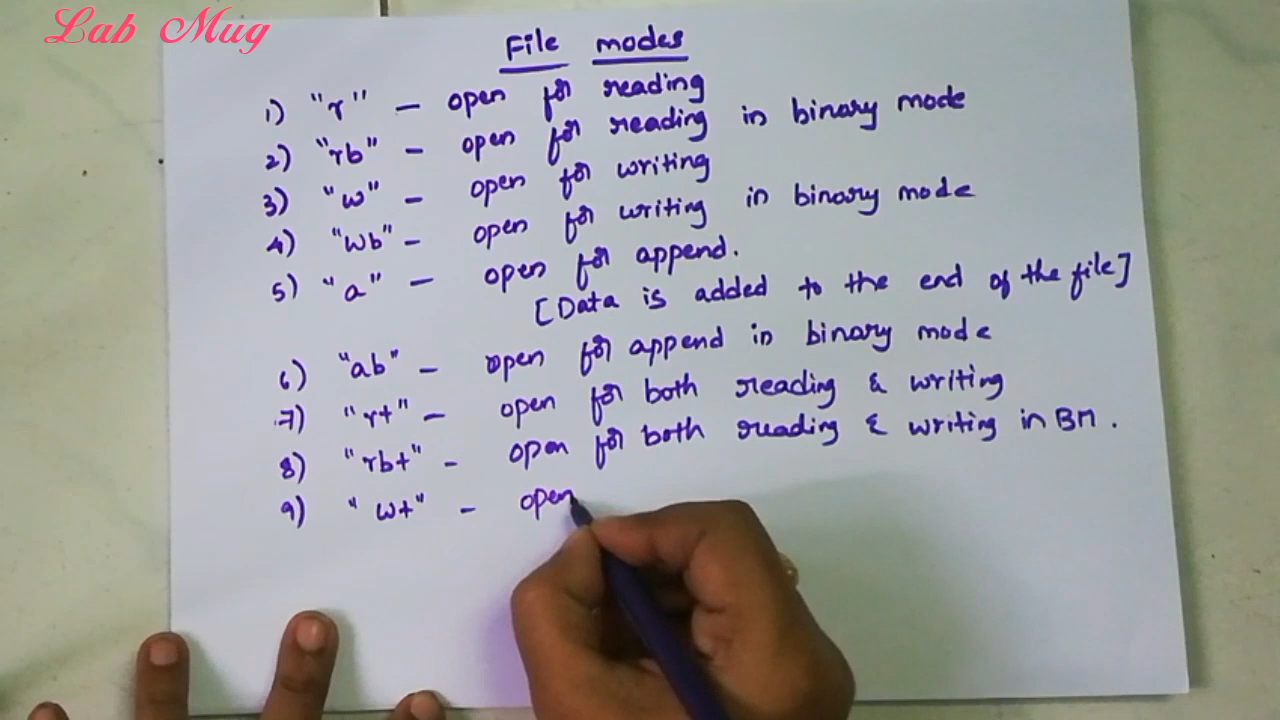 Lab Mug
File modes
1) "r" - open for reading
2) "rb" - open for reading in binary mode
3) "w" - open for writing
4) "wb" - open for writing in binary mode
5) "a" - open for append.
[Data is added to the end of the file]
6) "ab" - open for append in binary mode
7) "r+" - open for both reading & writing
8) "rb+" - open for both reading & writing in BM.
9) "w+" - open